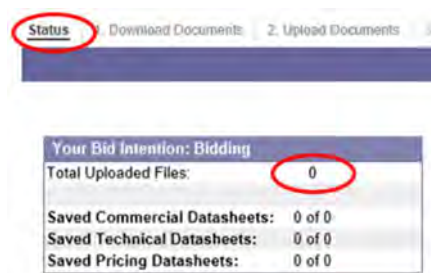 Status 1. Download Documents 2. Upload Documents
Your Bid Intention: Bidding
Total Uploaded Files: 0
Saved Commercial Datasheets: 0 of 0
Saved Technical Datasheets: 0 of 0
Saved Pricing Datasheets: 0 of 0